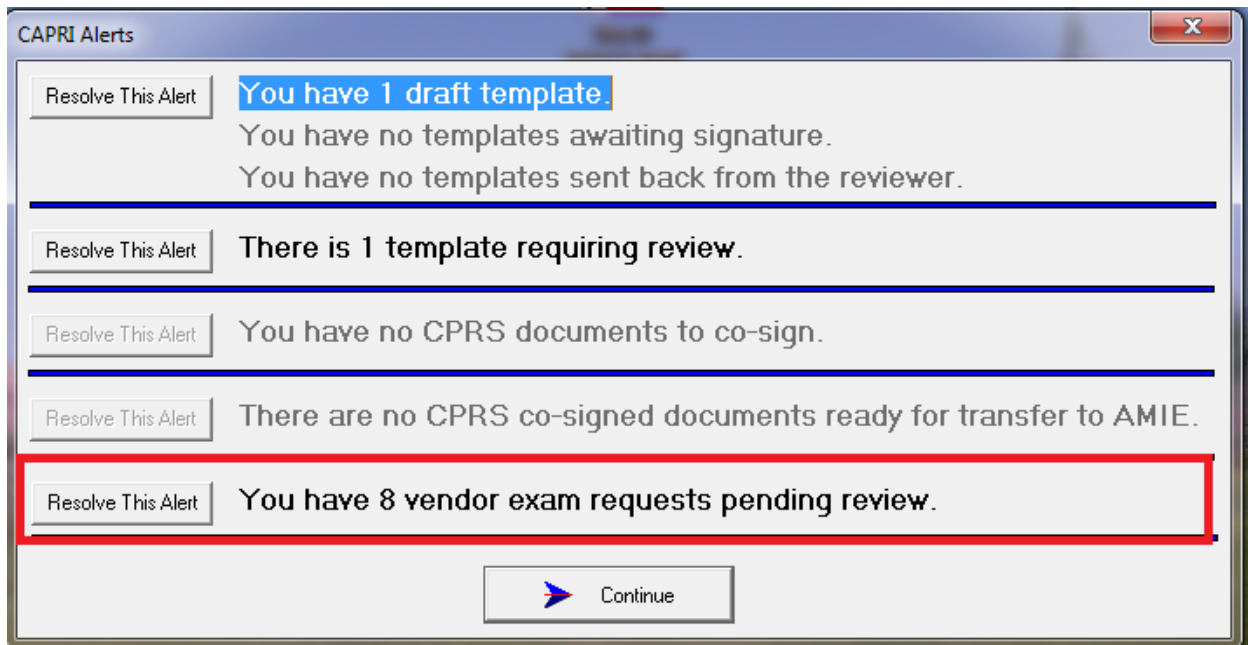 CAPRI Alerts
Resolve This Alert You have 1 draft template.
You have no templates awaiting signature.
You have no templates sent back from the reviewer.
Resolve This Alert There is 1 template requiring review.
Resolve This Alert You have no CPRS documents to co-sign.
Resolve This Alert There are no CPRS co-signed documents ready for transfer to AMIE.
Resolve This Alert You have 8 vendor exam requests pending review.
Continue